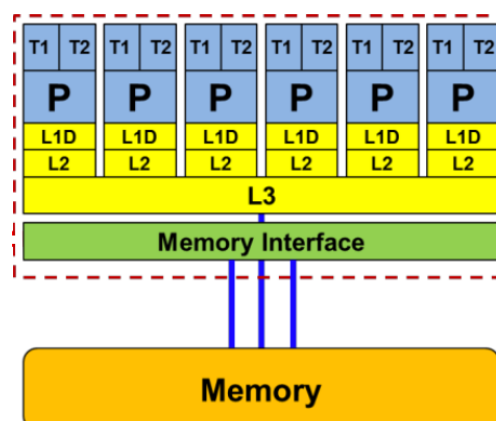 T1 T2 T1 T2 T1 T2 T1 T2 T1 T2 T1 T2
P P P P P P
L1D L1D L1D L1D L1D L1D
L2 L2 L2 L2 L2 L2
L3
Memory Interface
Memory